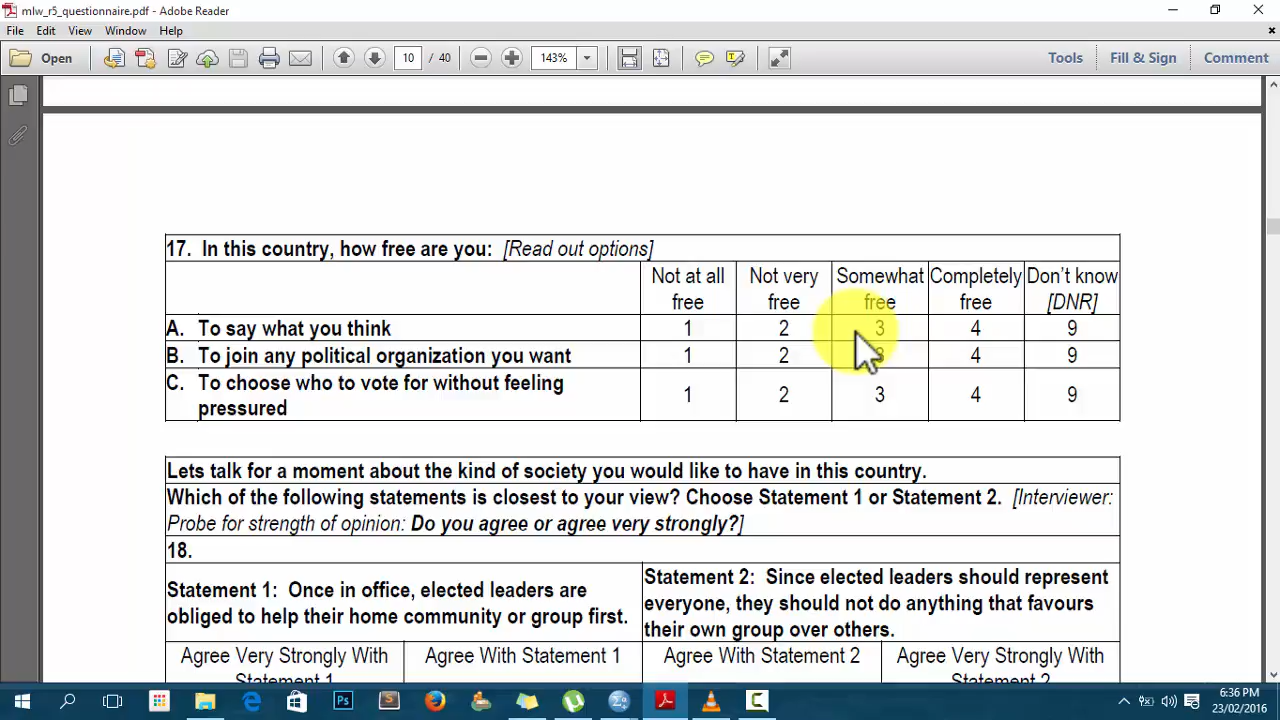 mlw_r5_questionnaire.pdf - Adobe Reader
File Edit View Window Help
Open 10 / 40 143% Tools Fill & Sign Comment
17. In this country, how free are you: [Read out options]
Not at all free Not very free Somewhat free Completely free Don't know [DNR]
A. To say what you think 1 2 3 4 9
B. To join any political organization you want 1 2 3 4 9
C. To choose who to vote for without feeling
pressured 1 2 3 4 9
Lets talk for a moment about the kind of society you would like to have in this country.
Which of the following statements is closest to your view? Choose Statement 1 or Statement 2. [Interviewer:
Probe for strength of opinion: Do you agree or agree very strongly?]
18.
Statement 1: Once in office, elected leaders are
obliged to help their home community or group first.
Statement 2: Since elected leaders should represent
everyone, they should not do anything that favours
their own group over others.
Agree Very Strongly With Statement 1 Agree With Statement 1 Agree With Statement 2 Agree Very Strongly With Statement 2
6:36 PM
23/02/2016